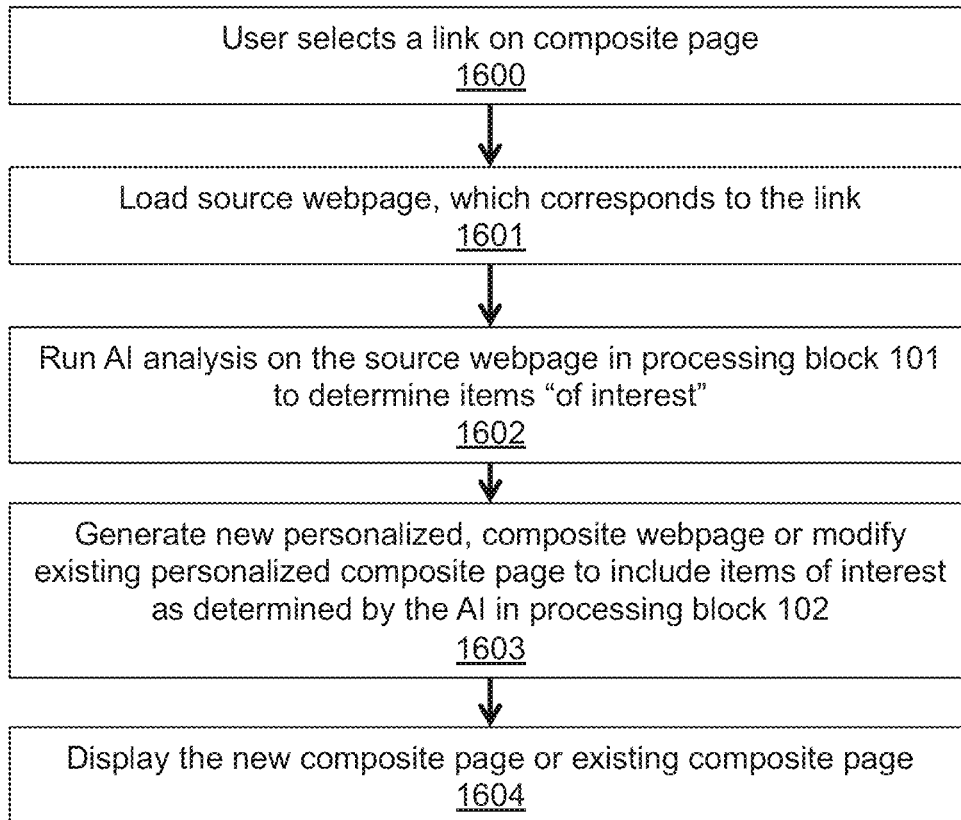 User selects a link on composite page
1600
Load source webpage, which corresponds to the link
1601
Run AI analysis on the source webpage in processing block 101
to determine items “of interest”
1602
Generate new personalized, composite webpage or modify
existing personalized composite page to include items of interest
as determined by the AI in processing block 102
1603
Display the new composite page or existing composite page
1604